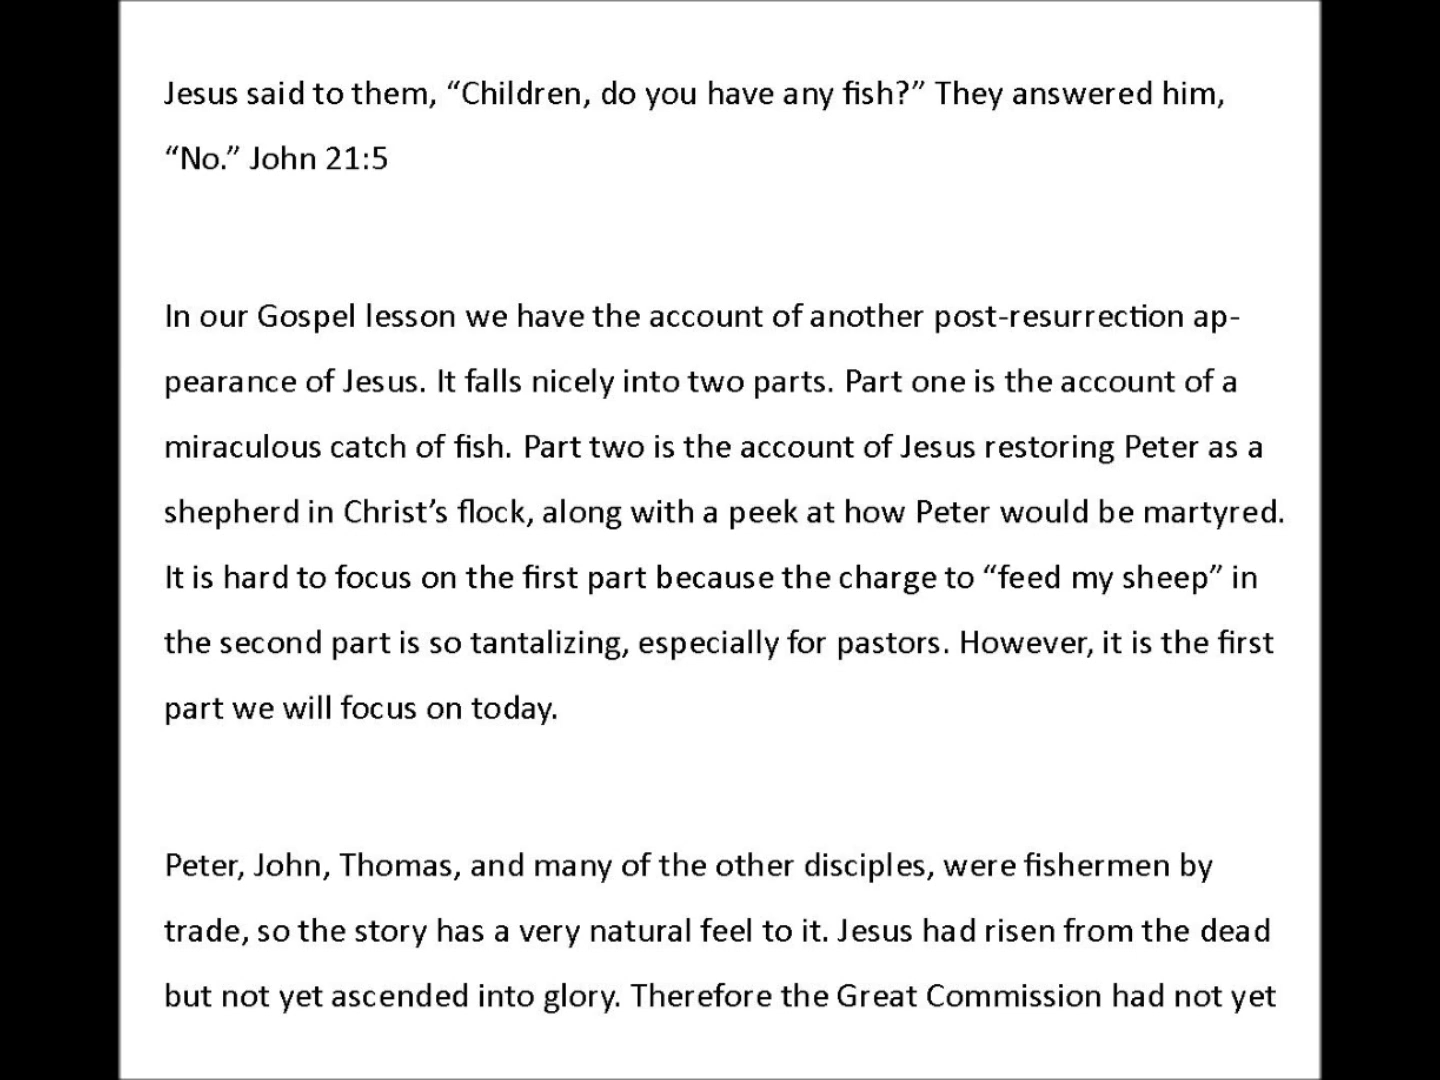 Jesus said to them, “Children, do you have any fish?” They answered him,
“No.” John 21:5
In our Gospel lesson we have the account of another post-resurrection ap-
pearance of Jesus. It falls nicely into two parts. Part one is the account of a
miraculous catch of fish. Part two is the account of Jesus restoring Peter as a
shepherd in Christ’s flock, along with a peek at how Peter would be martyred.
It is hard to focus on the first part because the charge to “feed my sheep” in
the second part is so tantalizing, especially for pastors. However, it is the first
part we will focus on today.
Peter, John, Thomas, and many of the other disciples, were fishermen by
trade, so the story has a very natural feel to it. Jesus had risen from the dead
but not yet ascended into glory. Therefore the Great Commission had not yet